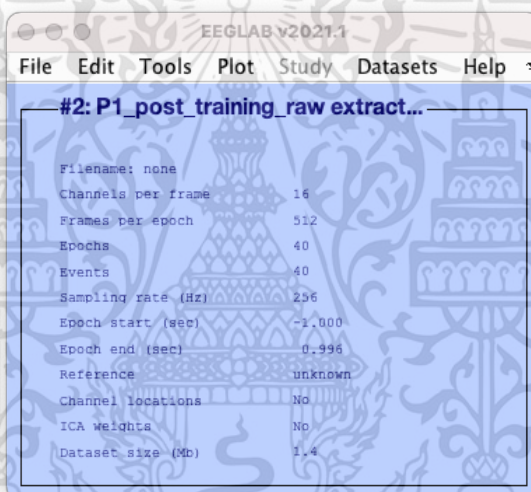 EEGLAB v2021.1
File Edit Tools Plot Study Datasets Help
#2: P1_post_training_raw extract...
Filename: none
Channels per frame 16
Frames per epoch 512
Epochs 40
Events 40
Sampling rate (Hz) 256
Epoch start (sec) -1.000
Epoch end (sec) 0.996
Reference unknown
Channel locations No
ICA weights No
Dataset size (Mb) 1.4